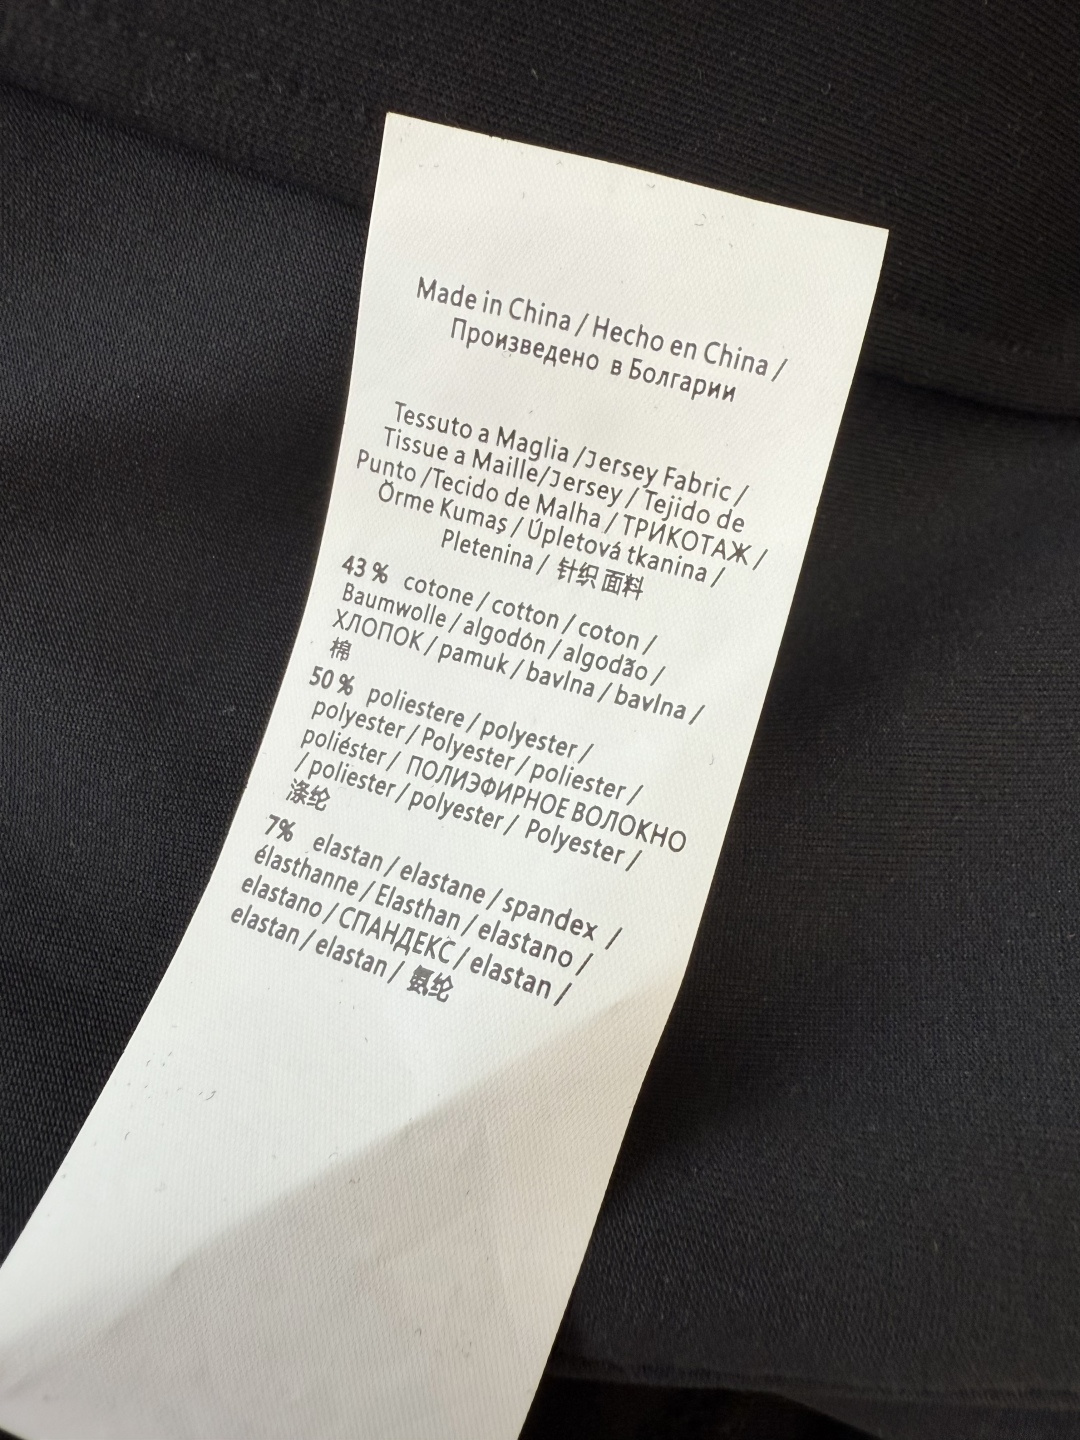 Made in China / Hecho en China /
Произведено в Болгарии
Tessuto a Maglia /Jersey Fabric /
Tissue a Maille/Jersey / Tejido de
Punto /Tecido de Malha / ТРИКОТАЖ /
Örme Kumaş / Úpletová tkanina /
Pletenina / 针织 面料
43 % cotone / cotton / coton /
Baumwolle / algodón / algodão /
ХЛОПОК / pamuk / bavlna / bavlna /
棉
50 % poliestere / polyester /
polyester / Polyester / poliester /
poliéster / ПОЛИЭФИРНОЕ ВОЛОКНО
/ poliester / polyester / Polyester /
涤纶
7% elastan / elastane / spandex /
élasthanne / Elasthan / elastano /
elastano / СПАНДЕКС / elastan /
elastan / elastan / 氨纶